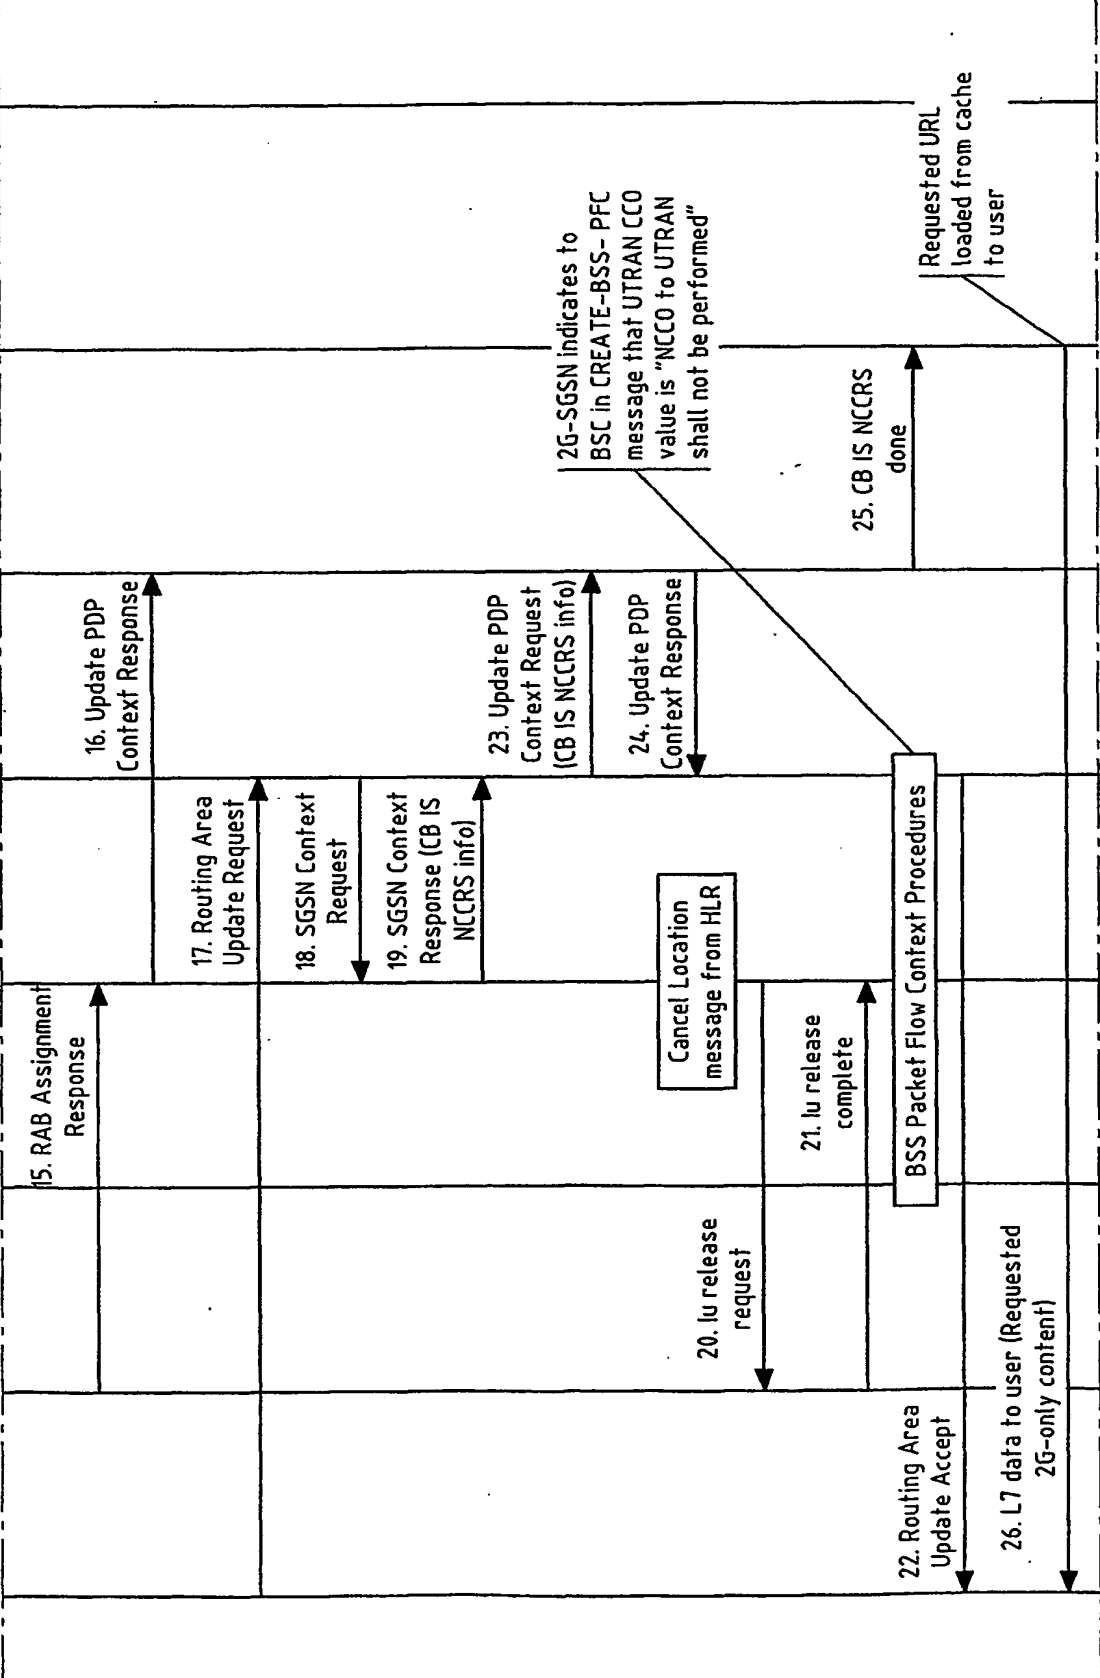 15. RAB Assignment
Response
16. Update PDP
Context Response
17. Routing Area
Update Request
18. SGSN Context
Request
19. SGSN Context
Response (CB IS
NCCRS info)
23. Update PDP
Context Request
(CB IS NCCRS info)
24. Update PDP
Context Response
Cancel Location
message from HLR
20. Iu release
request
21. Iu release
complete
2G-SGSN indicates to
BSC in CREATE-BSS- PFC
message that UTRAN CCO
value is "NCCO to UTRAN
shall not be performed"
BSS Packet Flow Context Procedures
25. CB IS NCCRS
done
22. Routing Area
Update Accept
26. L7 data to user (Requested
2G-only content)
Requested URL
loaded from cache
to user